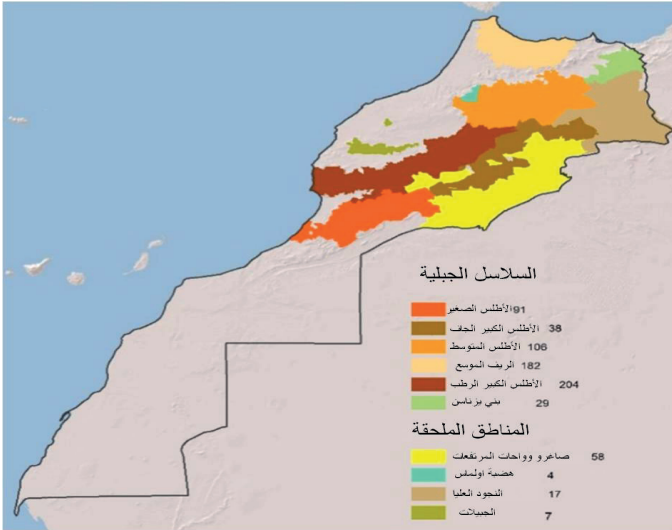 السلاسل الجبلية
الأطلس الصغير 91
الأطلس الكبير الجاف 38
الأطلس المتوسط 106
الريف الموسع 182
الأطلس الكبير الرطب 204
بني يزناسن 29
المناطق الملحقة
صاغرو وواحات المرتفعات 58
هضبة اولماس 4
النجود العليا 17
الجبيلات 7